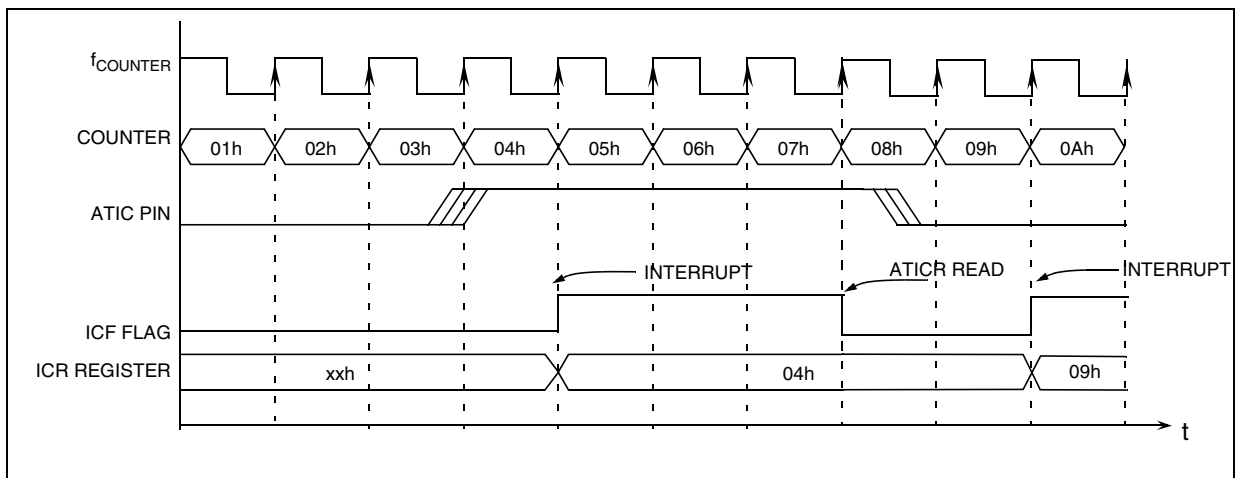 fCOUNTER
COUNTER 01h 02h 03h 04h 05h 06h 07h 08h 09h 0Ah
ATIC PIN
INTERRUPT ATICR READ INTERRUPT
ICF FLAG
ICR REGISTER xxh 04h 09h
t